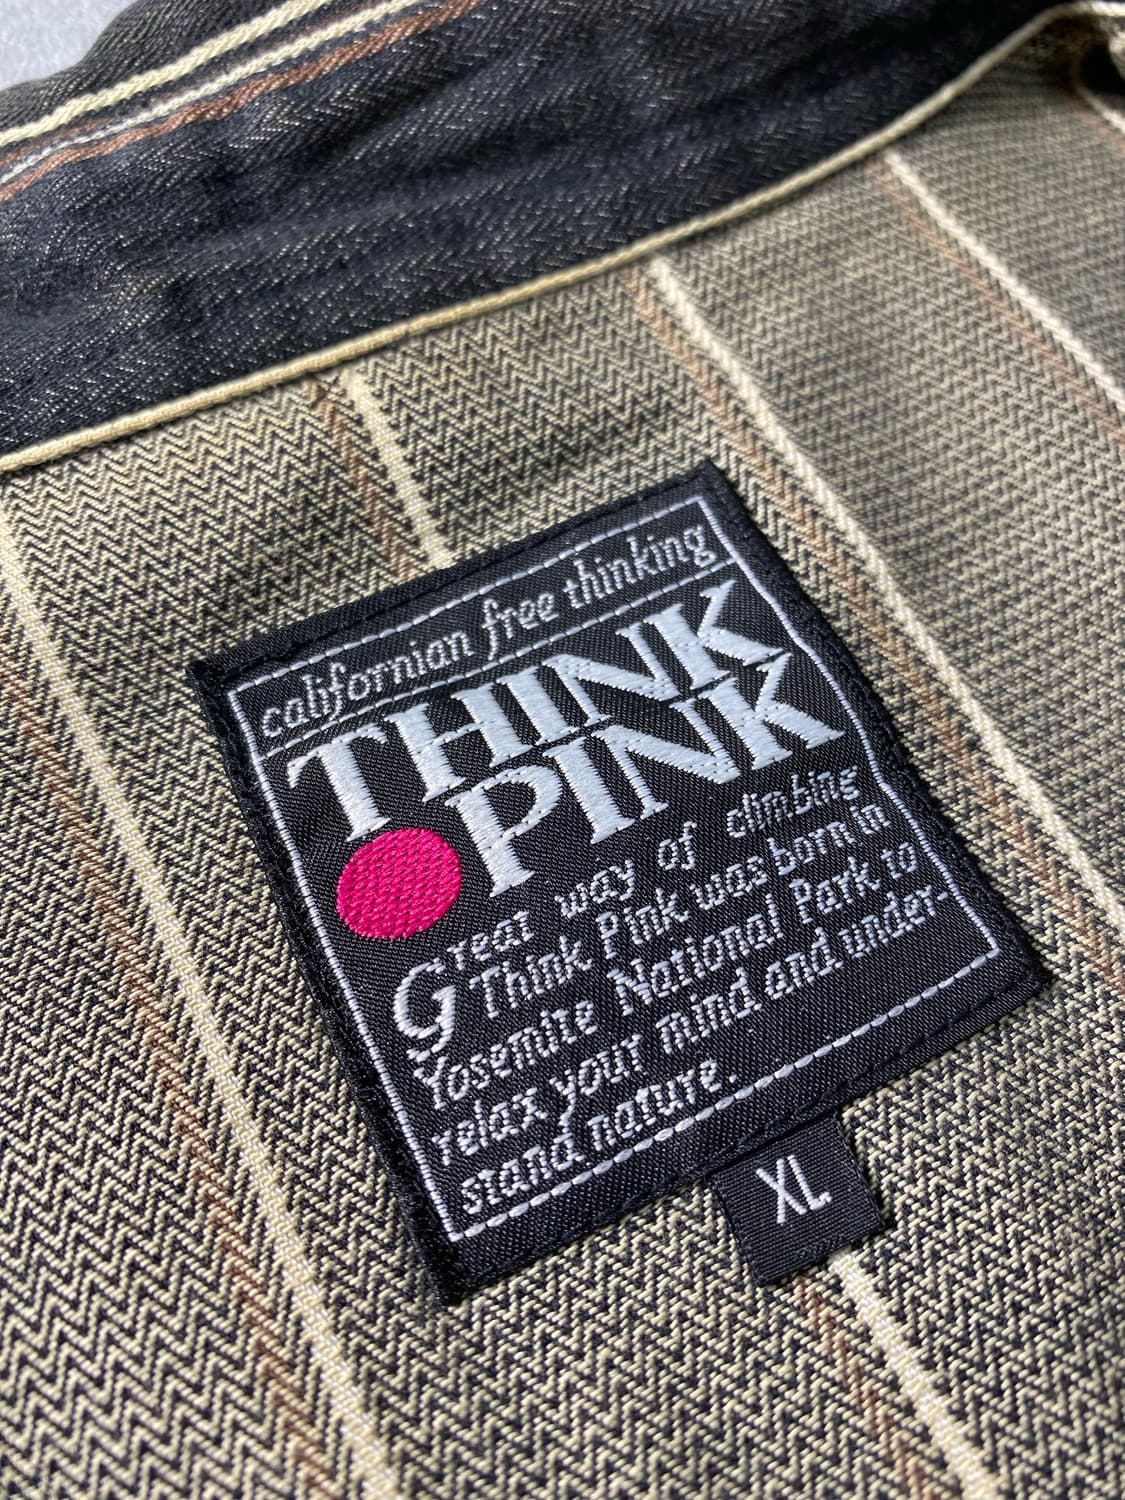 californian free thinking
THINK
PINK
Great way of climbing
Think Pink was born in
Yosemite National Park to
relax your mind and under-
stand nature.
XL